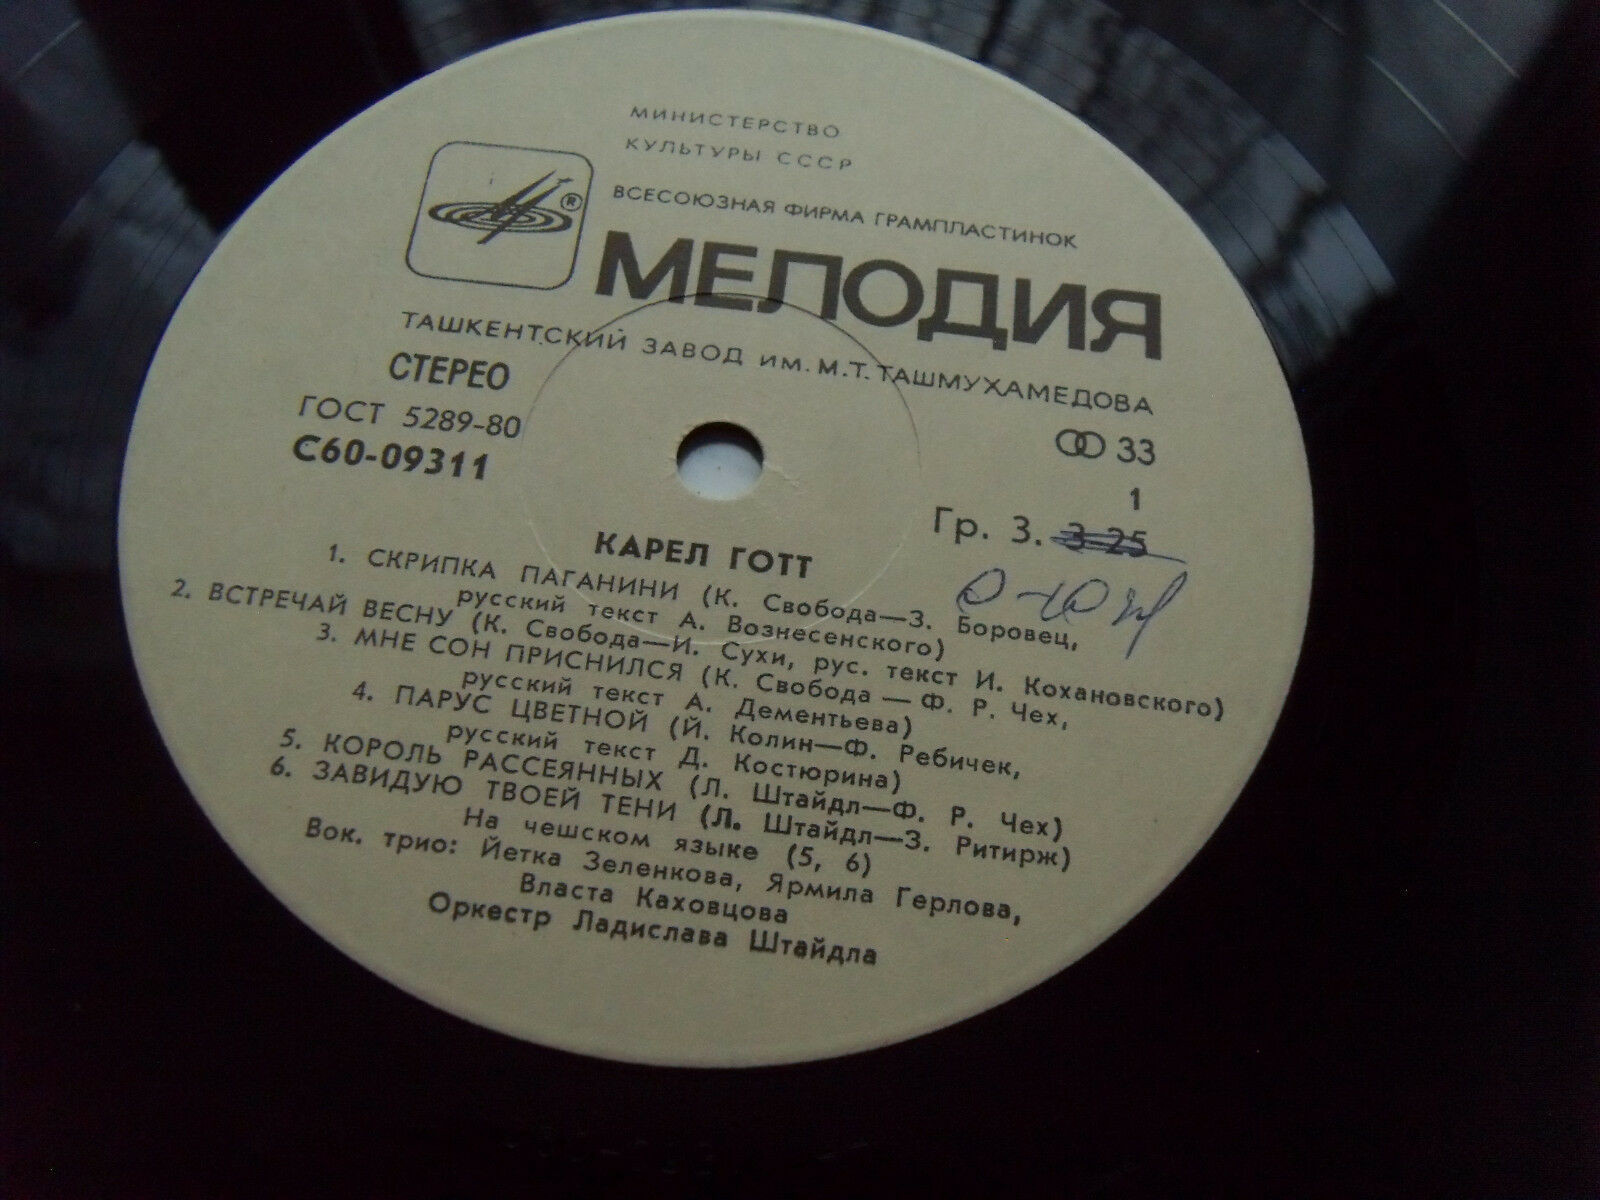 МИНИСТЕРСТВО
КУЛЬТУРЫ СССР
ВСЕСОЮЗНАЯ ФИРМА ГРАМПЛАСТИНОК
®
МЕЛОДИЯ
ТАШКЕНТСКИЙ ЗАВОД ИМ. М.Т. ТАШМУХАМЕДОВА
СТЕРЕО
ГОСТ 5289-80
С60-09311
33
1
Гр. 3. 3-25
0-10
КАРЕЛ ГОТТ
1. СКРИПКА ПАГАНИНИ (К. Свобода—З. Боровец,
русский текст А. Вознесенского)
2. ВСТРЕЧАЙ ВЕСНУ (К. Свобода—И. Сухи, рус. текст И. Кохановского)
3. МНЕ СОН ПРИСНИЛСЯ (К. Свобода — Ф. Р. Чех,
русский текст А. Дементьева)
4. ПАРУС ЦВЕТНОЙ (Й. Колин—Ф. Ребичек,
русский текст Д. Костюрина)
5. КОРОЛЬ РАССЕЯННЫХ (Л. Штайдл—Ф. Р. Чех)
6. ЗАВИДУЮ ТВОЕЙ ТЕНИ (Л. Штайдл—З. Ритирж)
На чешском языке (5, 6)
Вок. трио: Йетка Зеленкова, Ярмила Герлова,
Власта Каховцова
Оркестр Ладислава Штайдла